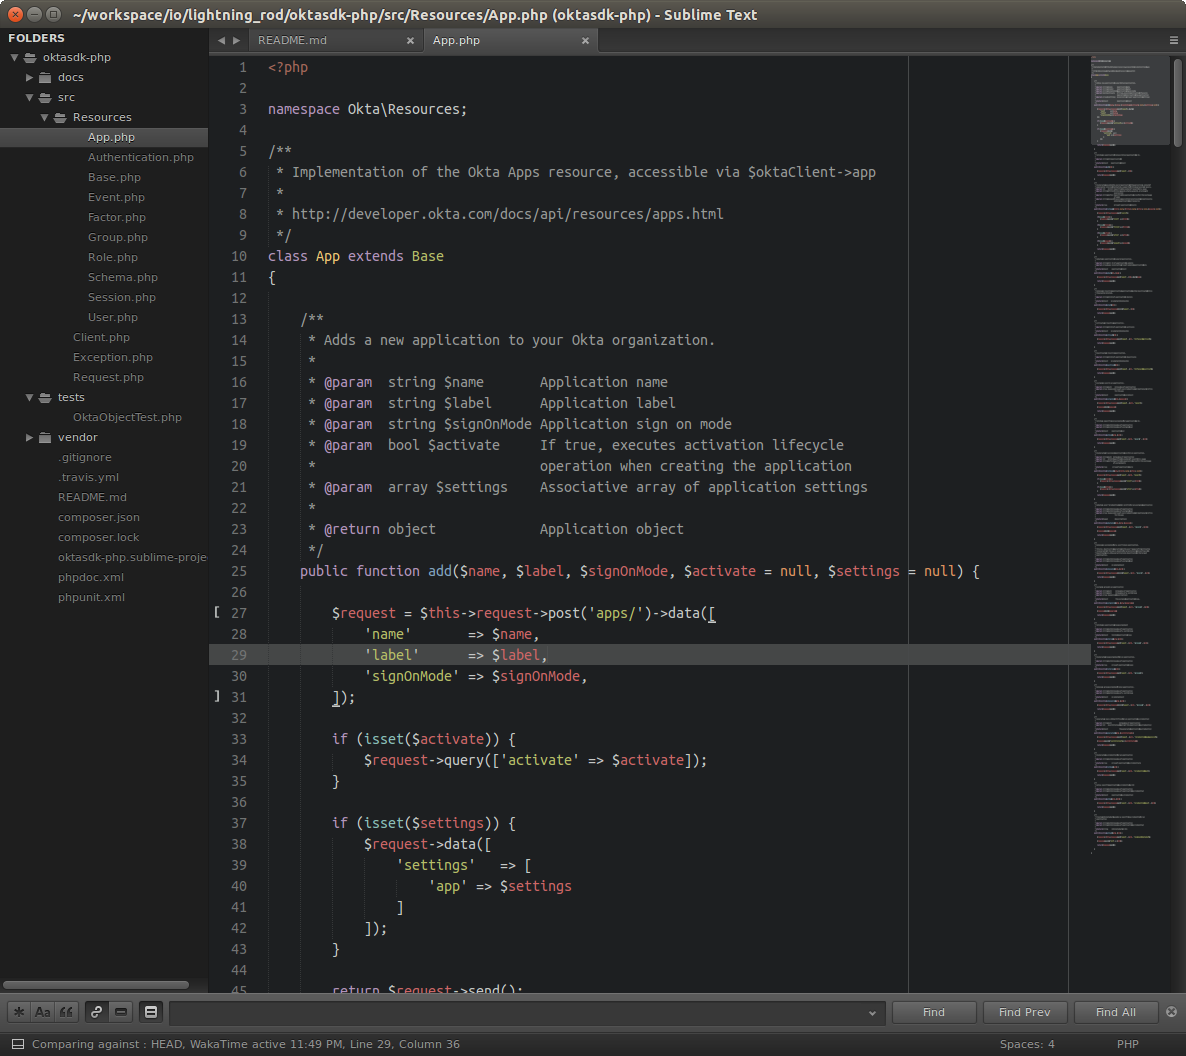 ~/workspace/io/lightning_rod/oktasdk-php/src/Resources/App.php (oktasdk-php) - Sublime Text
FOLDERS
oktasdk-php
docs
src
Resources
App.php
Authentication.php
Base.php
Event.php
Factor.php
Group.php
Role.php
Schema.php
Session.php
User.php
Client.php
Exception.php
Request.php
tests
OktaObjectTest.php
vendor
.gitignore
.travis.yml
README.md
composer.json
composer.lock
oktasdk-php.sublime-proje
phpdoc.xml
phpunit.xml
README.md
App.php
1 <?php
2
3 namespace Okta\Resources;
4
5 /**
6  * Implementation of the Okta Apps resource, accessible via $oktaClient->app
7  *
8  * http://developer.okta.com/docs/api/resources/apps.html
9  */
10 class App extends Base
11 {
12
13     /**
14      * Adds a new application to your Okta organization.
15      *
16      * @param  string $name       Application name
17      * @param  string $label      Application label
18      * @param  string $signOnMode Application sign on mode
19      * @param  bool $activate     If true, executes activation lifecycle
20      *                            operation when creating the application
21      * @param  array $settings    Associative array of application settings
22      *
23      * @return object             Application object
24      */
25     public function add($name, $label, $signOnMode, $activate = null, $settings = null) {
26
27         $request = $this->request->post('apps/')->data([
28             'name'       => $name,
29             'label'      => $label,
30             'signOnMode' => $signOnMode,
31         ]);
32
33         if (isset($activate)) {
34             $request->query(['activate' => $activate]);
35         }
36
37         if (isset($settings)) {
38             $request->data([
39                 'settings'   => [
40                     'app' => $settings
41                 ]
42             ]);
43         }
44
45         return $request->send();
Aa
Find
Find Prev
Find All
Comparing against : HEAD, WakaTime active 11:49 PM, Line 29, Column 36
Spaces: 4
PHP